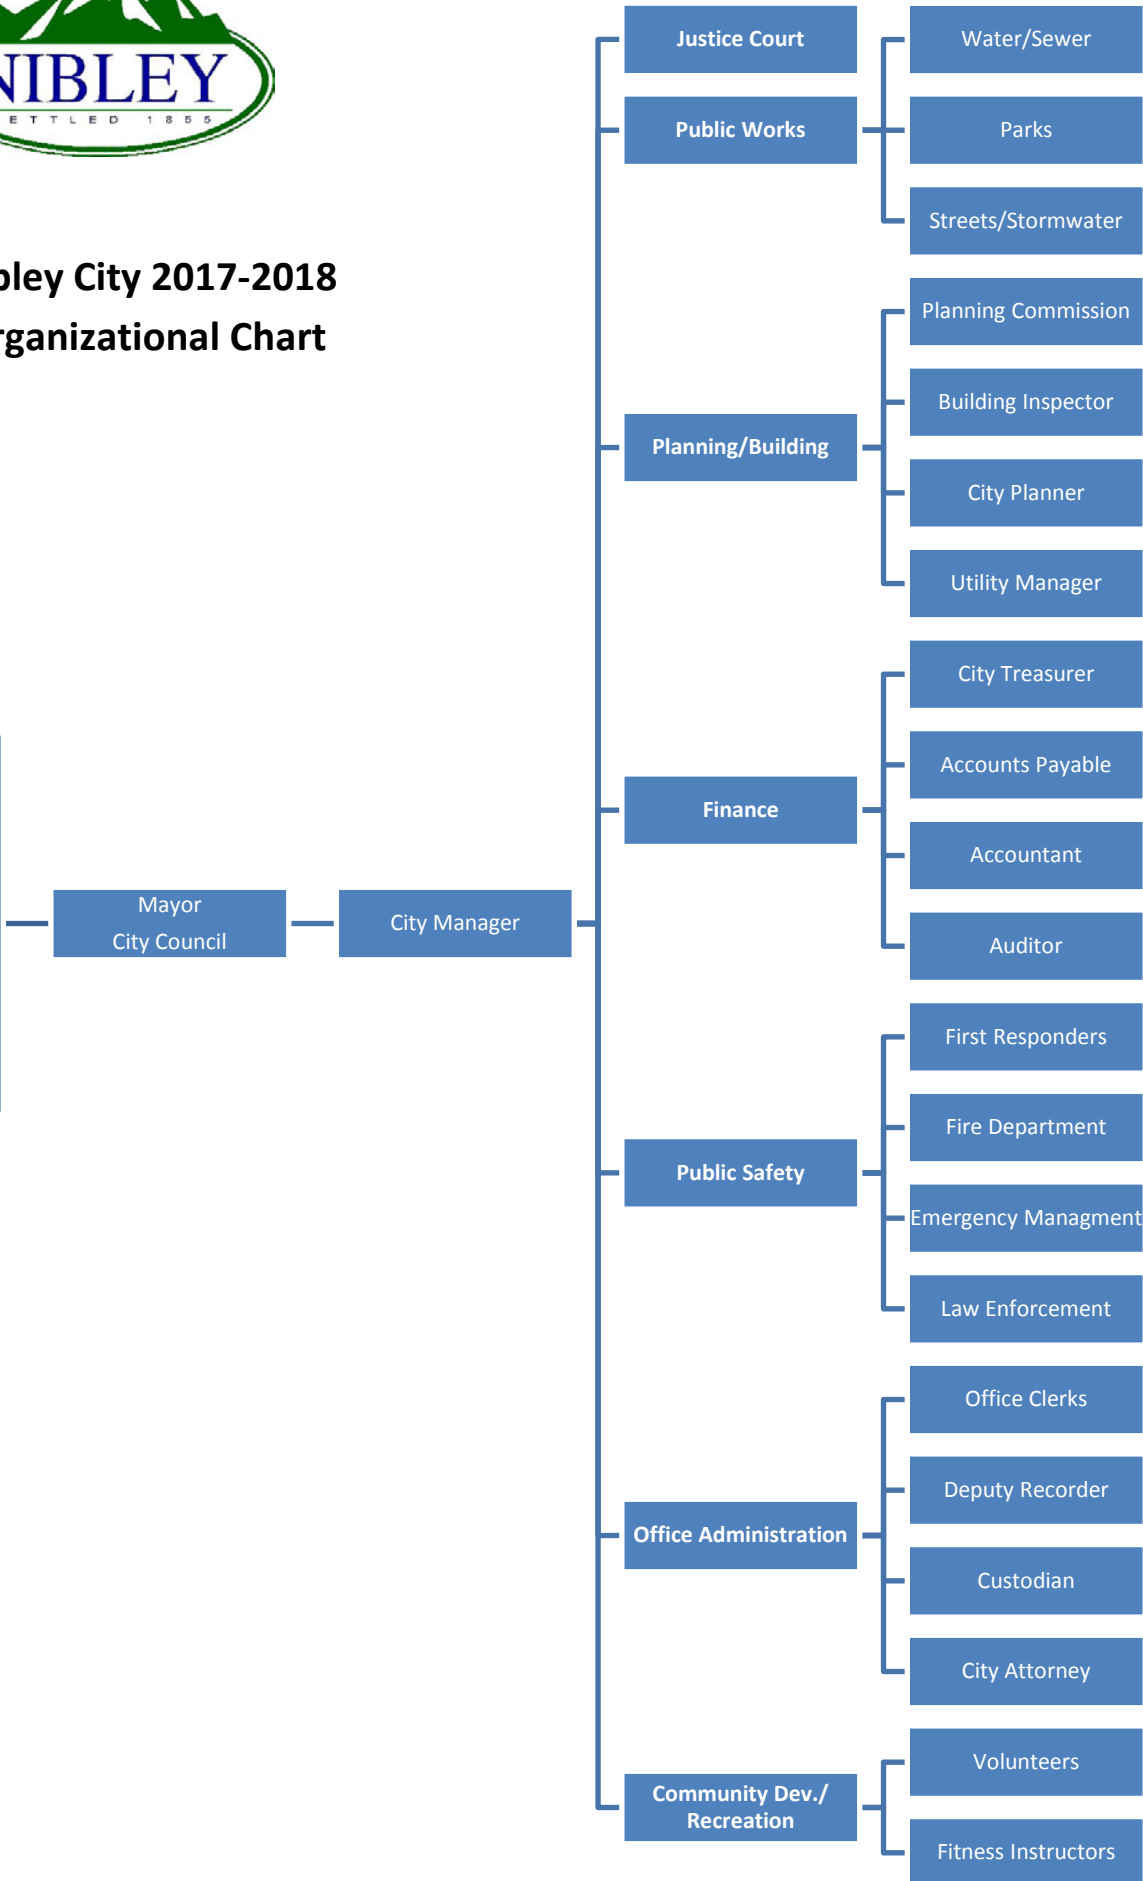 NIBLEY
ETTLED 1855
bley City 2017-2018
rganizational Chart
Mayor
City Council
City Manager
Justice Court
Water/Sewer
Public Works
Parks
Streets/Stormwater
Planning Commission
Building Inspector
Planning/Building
City Planner
Utility Manager
City Treasurer
Accounts Payable
Finance
Accountant
Auditor
First Responders
Fire Department
Public Safety
Emergency Managment
Law Enforcement
Office Clerks
Deputy Recorder
Office Administration
Custodian
City Attorney
Volunteers
Community Dev./
Recreation
Fitness Instructors